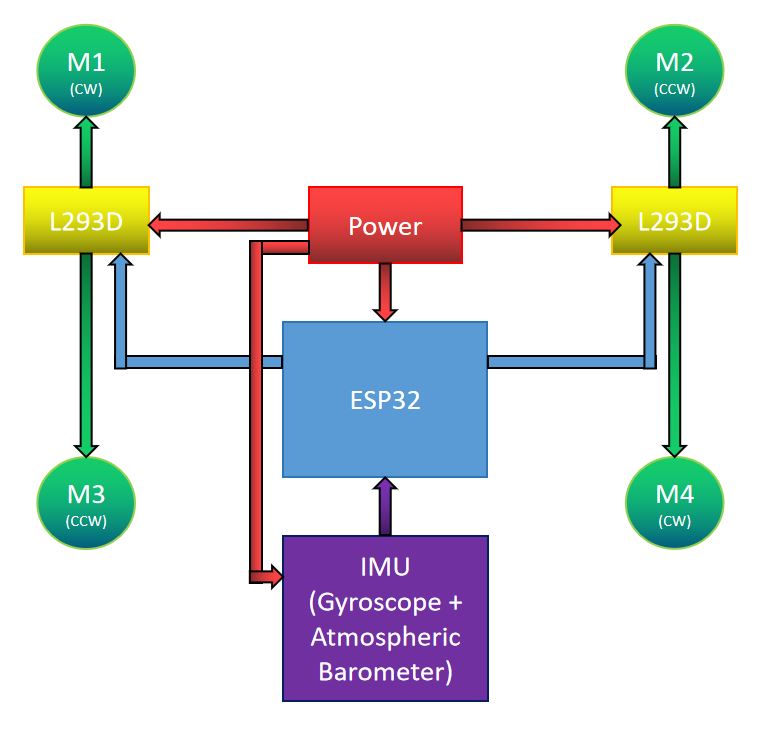 M1
(CW)
M2
(CCW)
L293D
Power
L293D
ESP32
M3
(CCW)
M4
(CW)
IMU
(Gyroscope +
Atmospheric
Barometer)